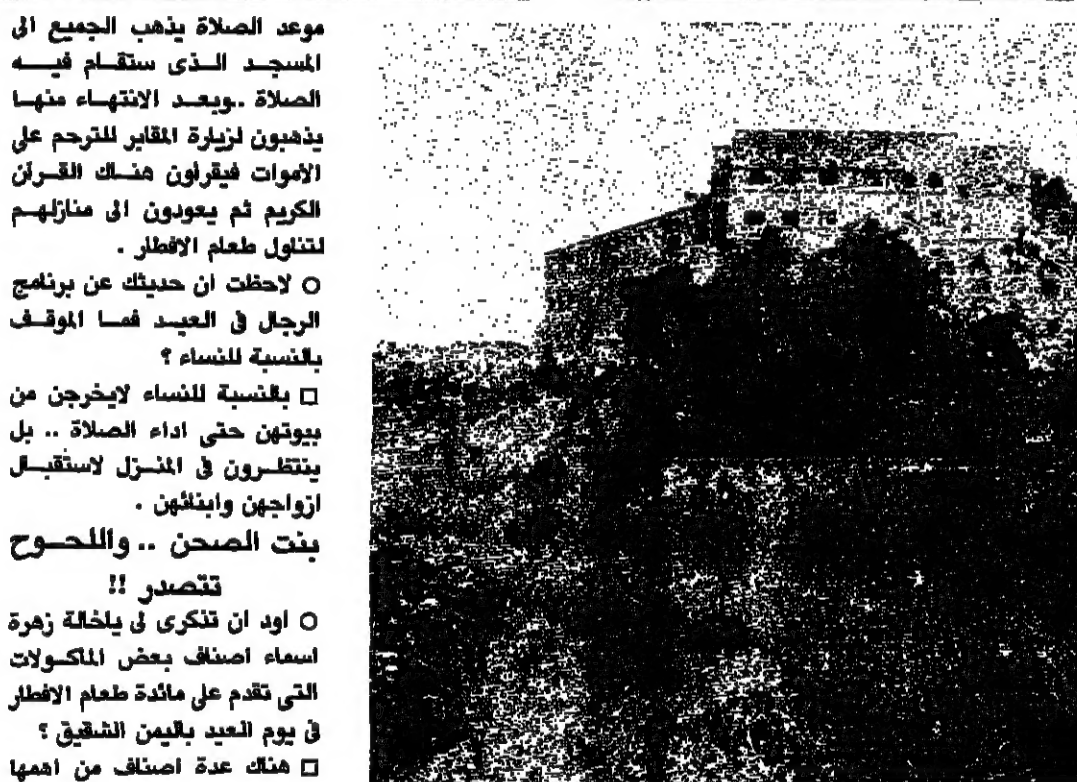 موعد الصلاة يذهب الجميع الى
المسجد الذى ستقام فيه
الصلاة ..وبعد الانتهاء منها
يذهبون لزيارة المقابر للترحم على
الأموات فيقرأون هناك القرآن
الكريم ثم يعودون الى منازلهم
لتناول طعام الافطار .
○ لاحظت ان حديثك عن برنامج
الرجال فى العيد فما الموقف
بالنسبة للنساء ؟
□ بالنسبة للنساء لايخرجن من
بيوتهن حتى اداء الصلاة .. بل
ينتظرون فى المنزل لاستقبال
ازواجهن وابنائهن .
بنت الصحن .. واللحوح
تتصدر !!
○ اود ان تذكرى لى ياخالة زهرة
اسماء اصناف بعض الماكولات
التى تقدم على مائدة طعام الافطار
فى يوم العيد باليمن الشقيق ؟
□ هناك عدة اصناف من اهمها